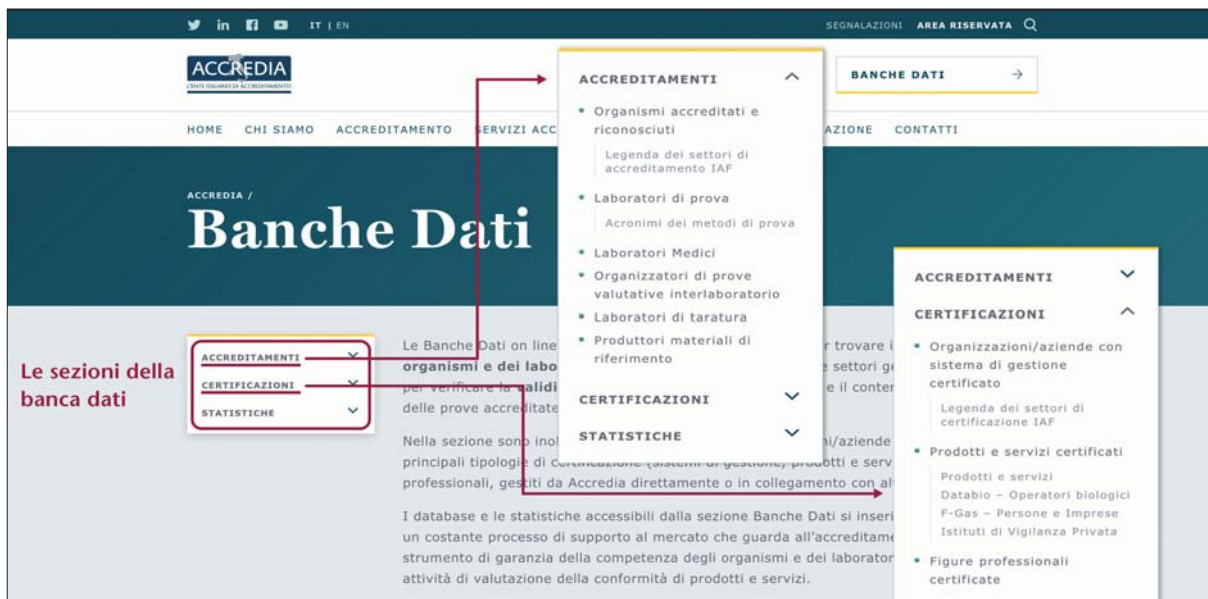 IT | EN
SEGNALAZIONI AREA RISERVATA
ACCREDIA
L'ENTE ITALIANO DI ACCREDITAMENTO
BANCHE DATI
HOME CHI SIAMO ACCREDITAMENTO SERVIZI ACC
AZIONE CONTATTI
ACCREDIA /
Banche Dati
ACCREDITAMENTI
Organismi accreditati e
riconosciuti
Legenda dei settori di
accreditamento IAF
Laboratori di prova
Acronimi dei metodi di prova
Laboratori Medici
Organizzatori di prove
valutative interlaboratorio
Laboratori di taratura
Produttori materiali di
riferimento
CERTIFICAZIONI
STATISTICHE
ACCREDITAMENTI
CERTIFICAZIONI
Organizzazioni/aziende con
sistema di gestione
certificato
Legenda dei settori di
certificazione IAF
Prodotti e servizi certificati
Prodotti e servizi
Databio – Operatori biologici
F-Gas – Persone e Imprese
Istituti di Vigilanza Privata
Figure professionali
certificate
Le sezioni della
banca dati
ACCREDITAMENTI
CERTIFICAZIONI
STATISTICHE
Le Banche Dati on line r trovare i
organismi e dei labo e settori ge
per verificare la validi e il conten
delle prove accreditate
Nella sezione sono inol ni/aziende
principali tipologie di certificazione (sistemi di gestione, prodotti e serv
professionali, gestiti da Accredia direttamente o in collegamento con al
I database e le statistiche accessibili dalla sezione Banche Dati si inseri
un costante processo di supporto al mercato che guarda all'accreditame
strumento di garanzia della competenza degli organismi e dei laborator
attività di valutazione della conformità di prodotti e servizi.